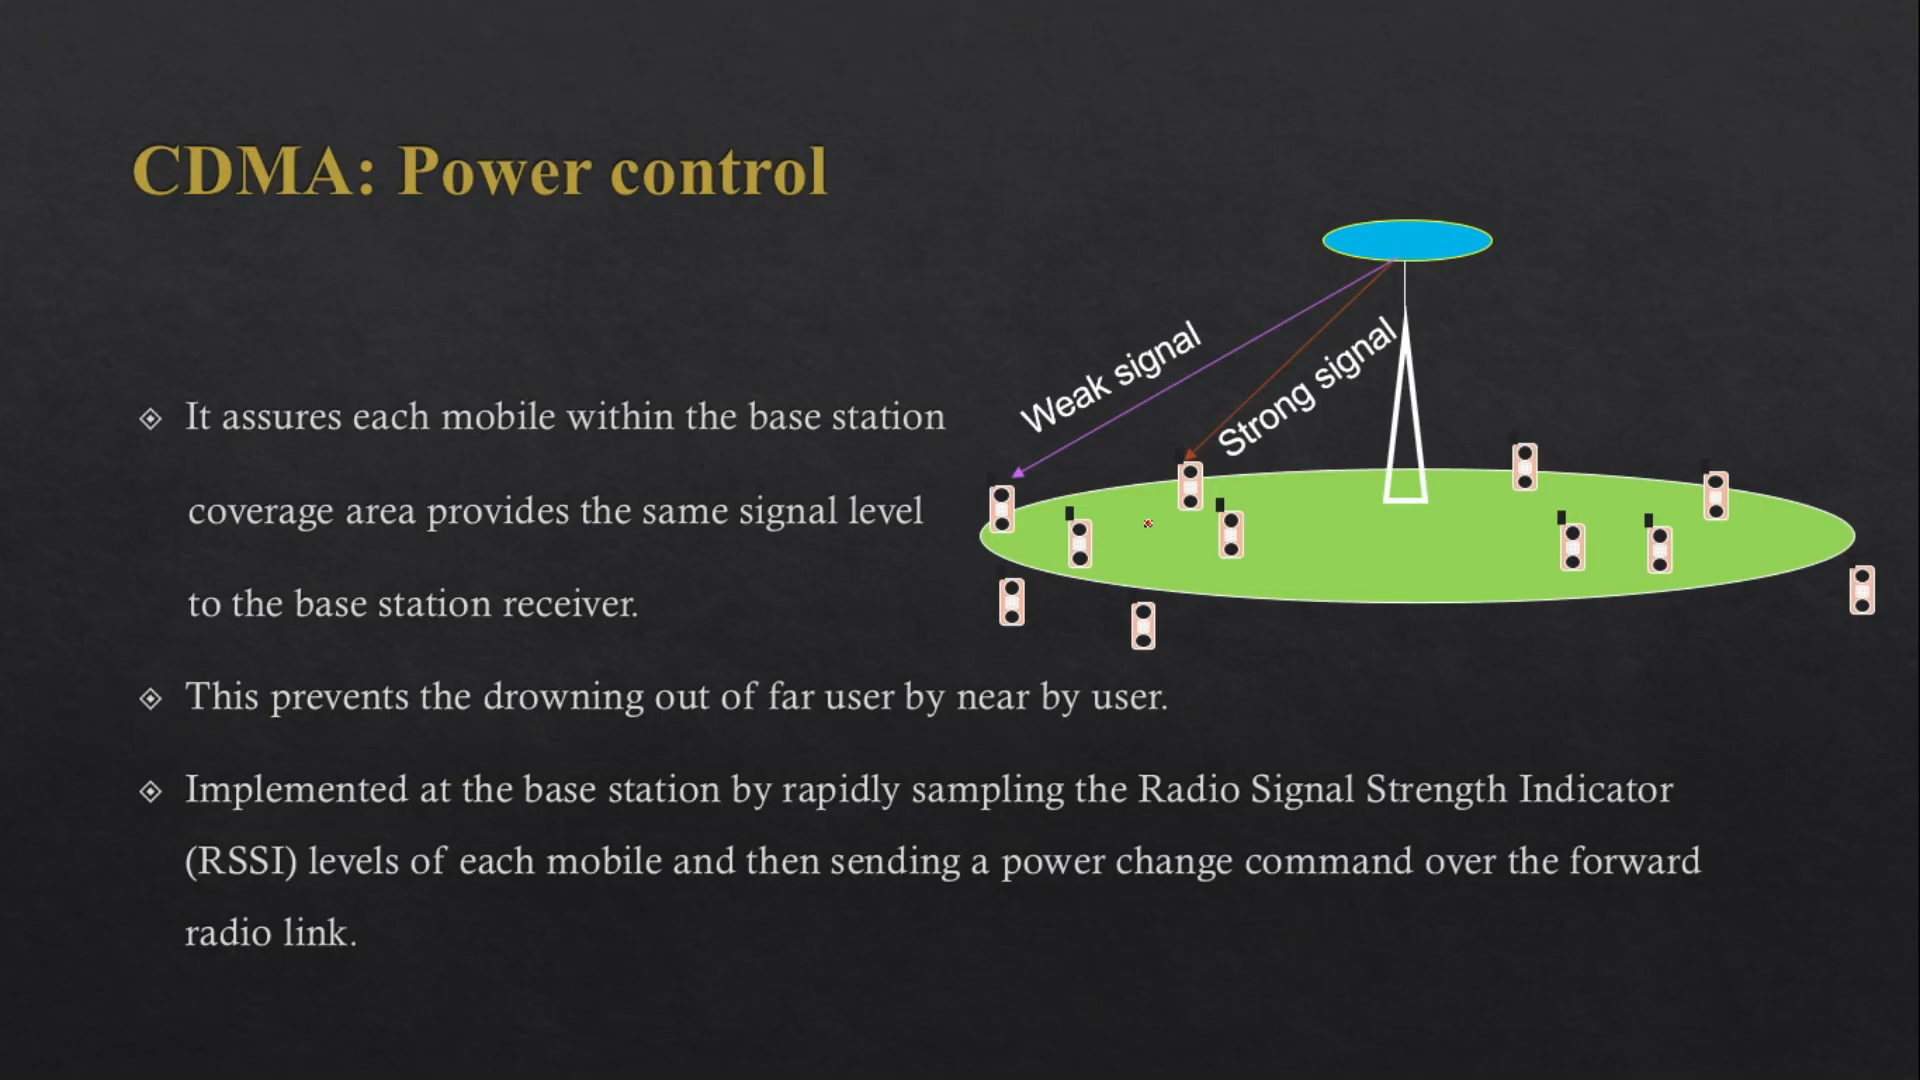 CDMA: Power control
Weak signal
Strong signal
It assures each mobile within the base station
coverage area provides the same signal level
to the base station receiver.
This prevents the drowning out of far user by near by user.
Implemented at the base station by rapidly sampling the Radio Signal Strength Indicator
(RSSI) levels of each mobile and then sending a power change command over the forward
radio link.